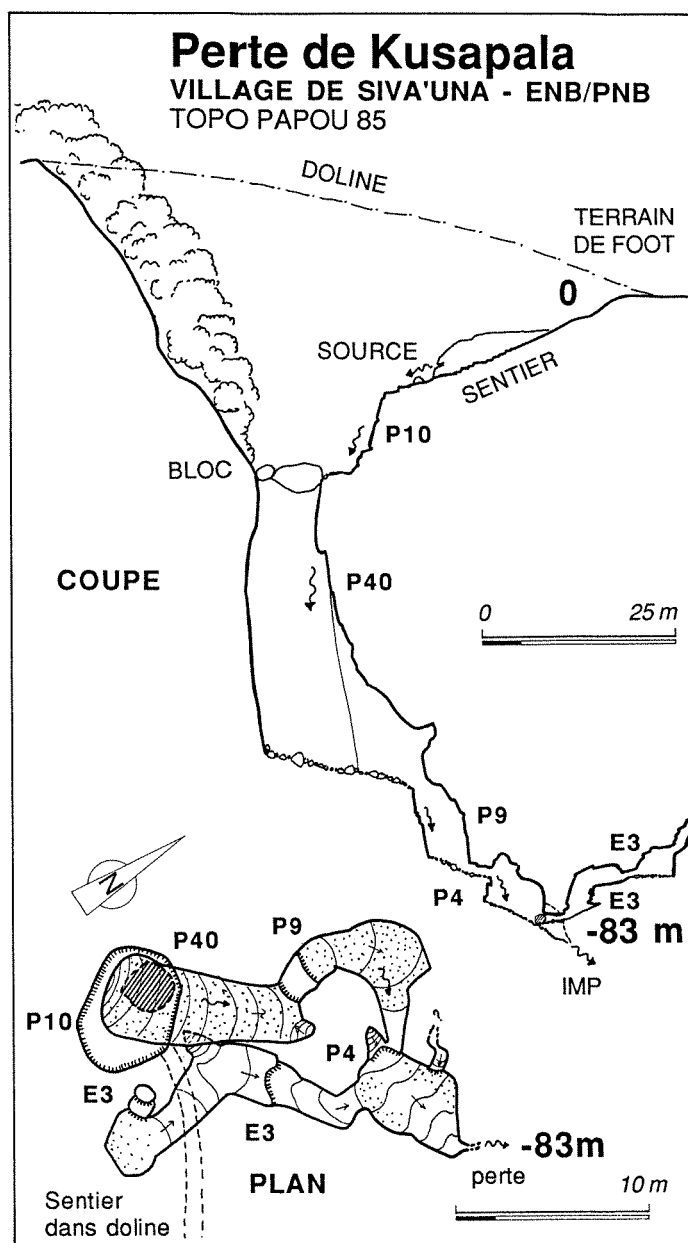 Perte de Kusapala
VILLAGE DE SIVA'UNA - ENB/PNB
TOPO PAPOU 85
DOLINE
TERRAIN
DE FOOT
0
SOURCE
SENTIER
P10
BLOC
COUPE
P40
0 25 m
P9
E3
P4
E3
-83 m
IMP
N
P9
P40
P10
P4
E3
E3
-83m
PLAN
perte
Sentier
dans doline
10 m